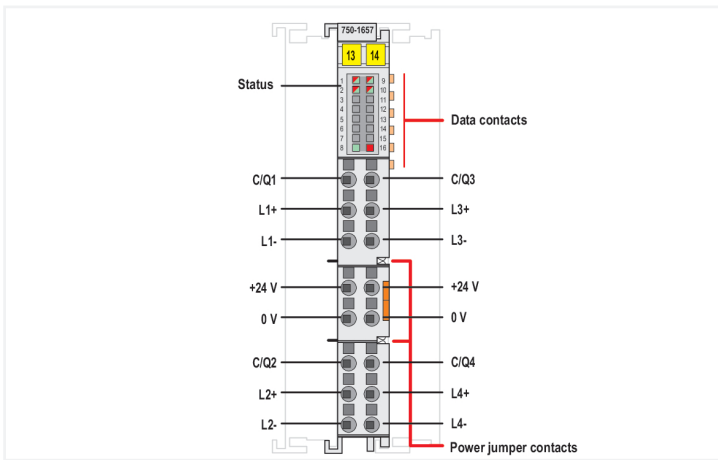 750-1657
13 14
Status
1 9
2 10
3 11
4 12
5 13
6 14
7 15
8 16
Data contacts
C/Q1 C/Q3
L1+ L3+
L1- L3-
+24 V +24 V
0 V 0 V
C/Q2 C/Q4
L2+ L4+
L2- L4-
Power jumper contacts